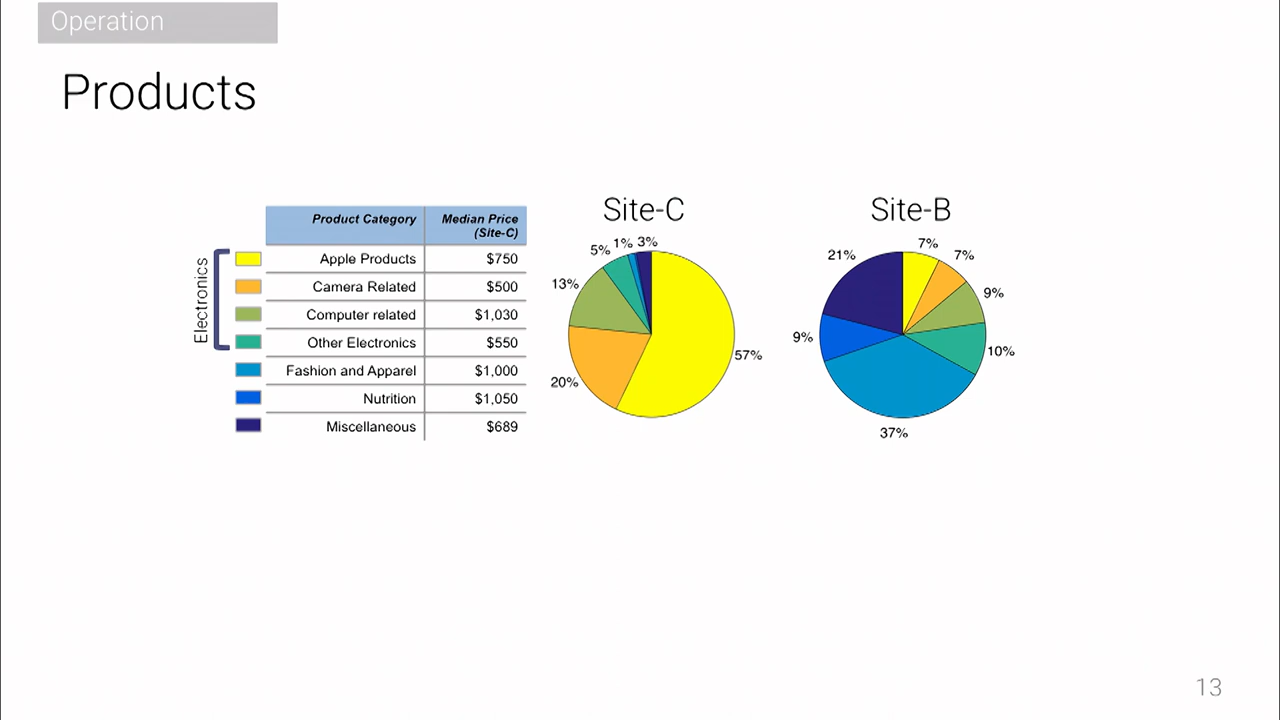 Operation
Products
Electronics
Product Category Median Price
(Site-C)
Apple Products $750
Camera Related $500
Computer related $1,030
Other Electronics $550
Fashion and Apparel $1,000
Nutrition $1,050
Miscellaneous $689
Site-C
5% 1% 3%
13%
57%
20%
Site-B
7%
21% 7%
9%
9%
10%
37%
13